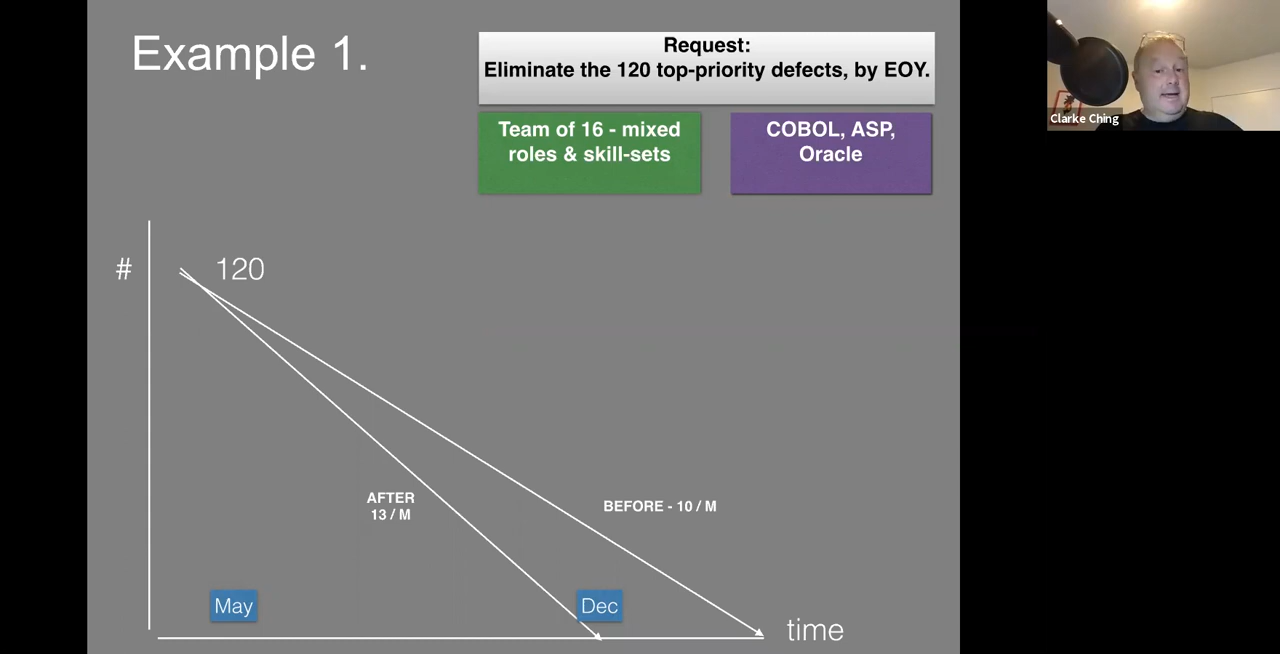 Example 1.
Request:
Eliminate the 120 top-priority defects, by EOY.
Team of 16 - mixed
roles & skill-sets
COBOL, ASP,
Oracle
Clarke Ching
#
120
AFTER
13 / M
BEFORE - 10 / M
May
Dec
time